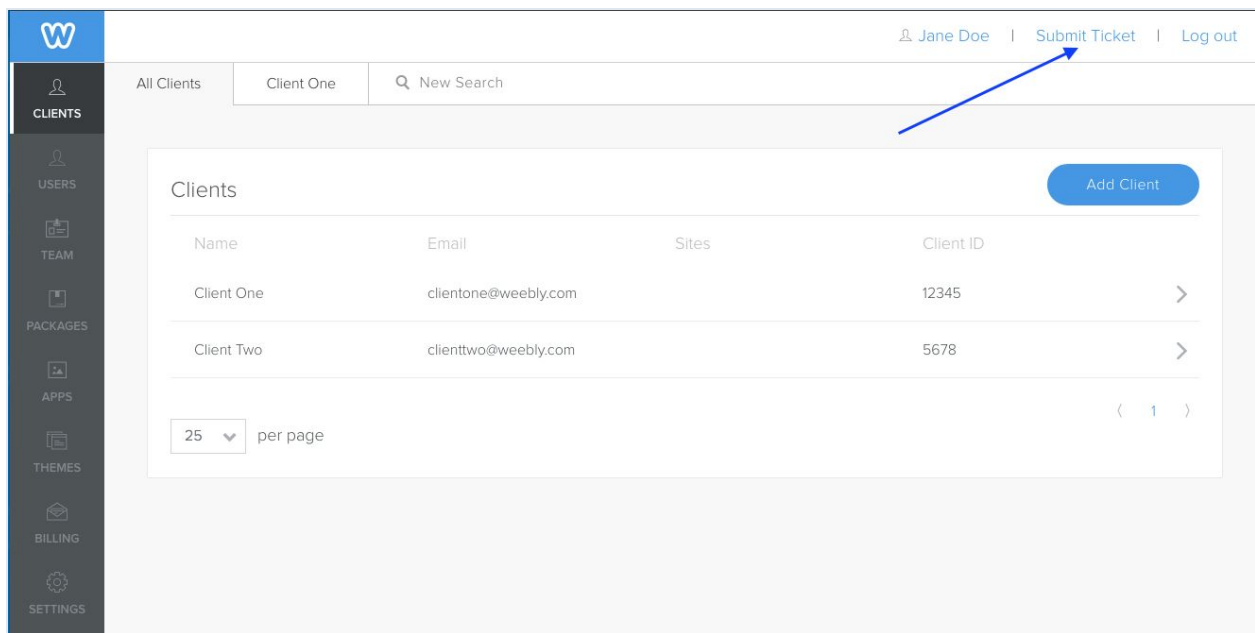 Jane Doe | Submit Ticket | Log out
CLIENTS
USERS
TEAM
PACKAGES
APPS
THEMES
BILLING
SETTINGS
All Clients Client One New Search
Clients Add Client
Name Email Sites Client ID
Client One clientone@weebly.com 12345
Client Two clienttwo@weebly.com 5678
1
25 per page